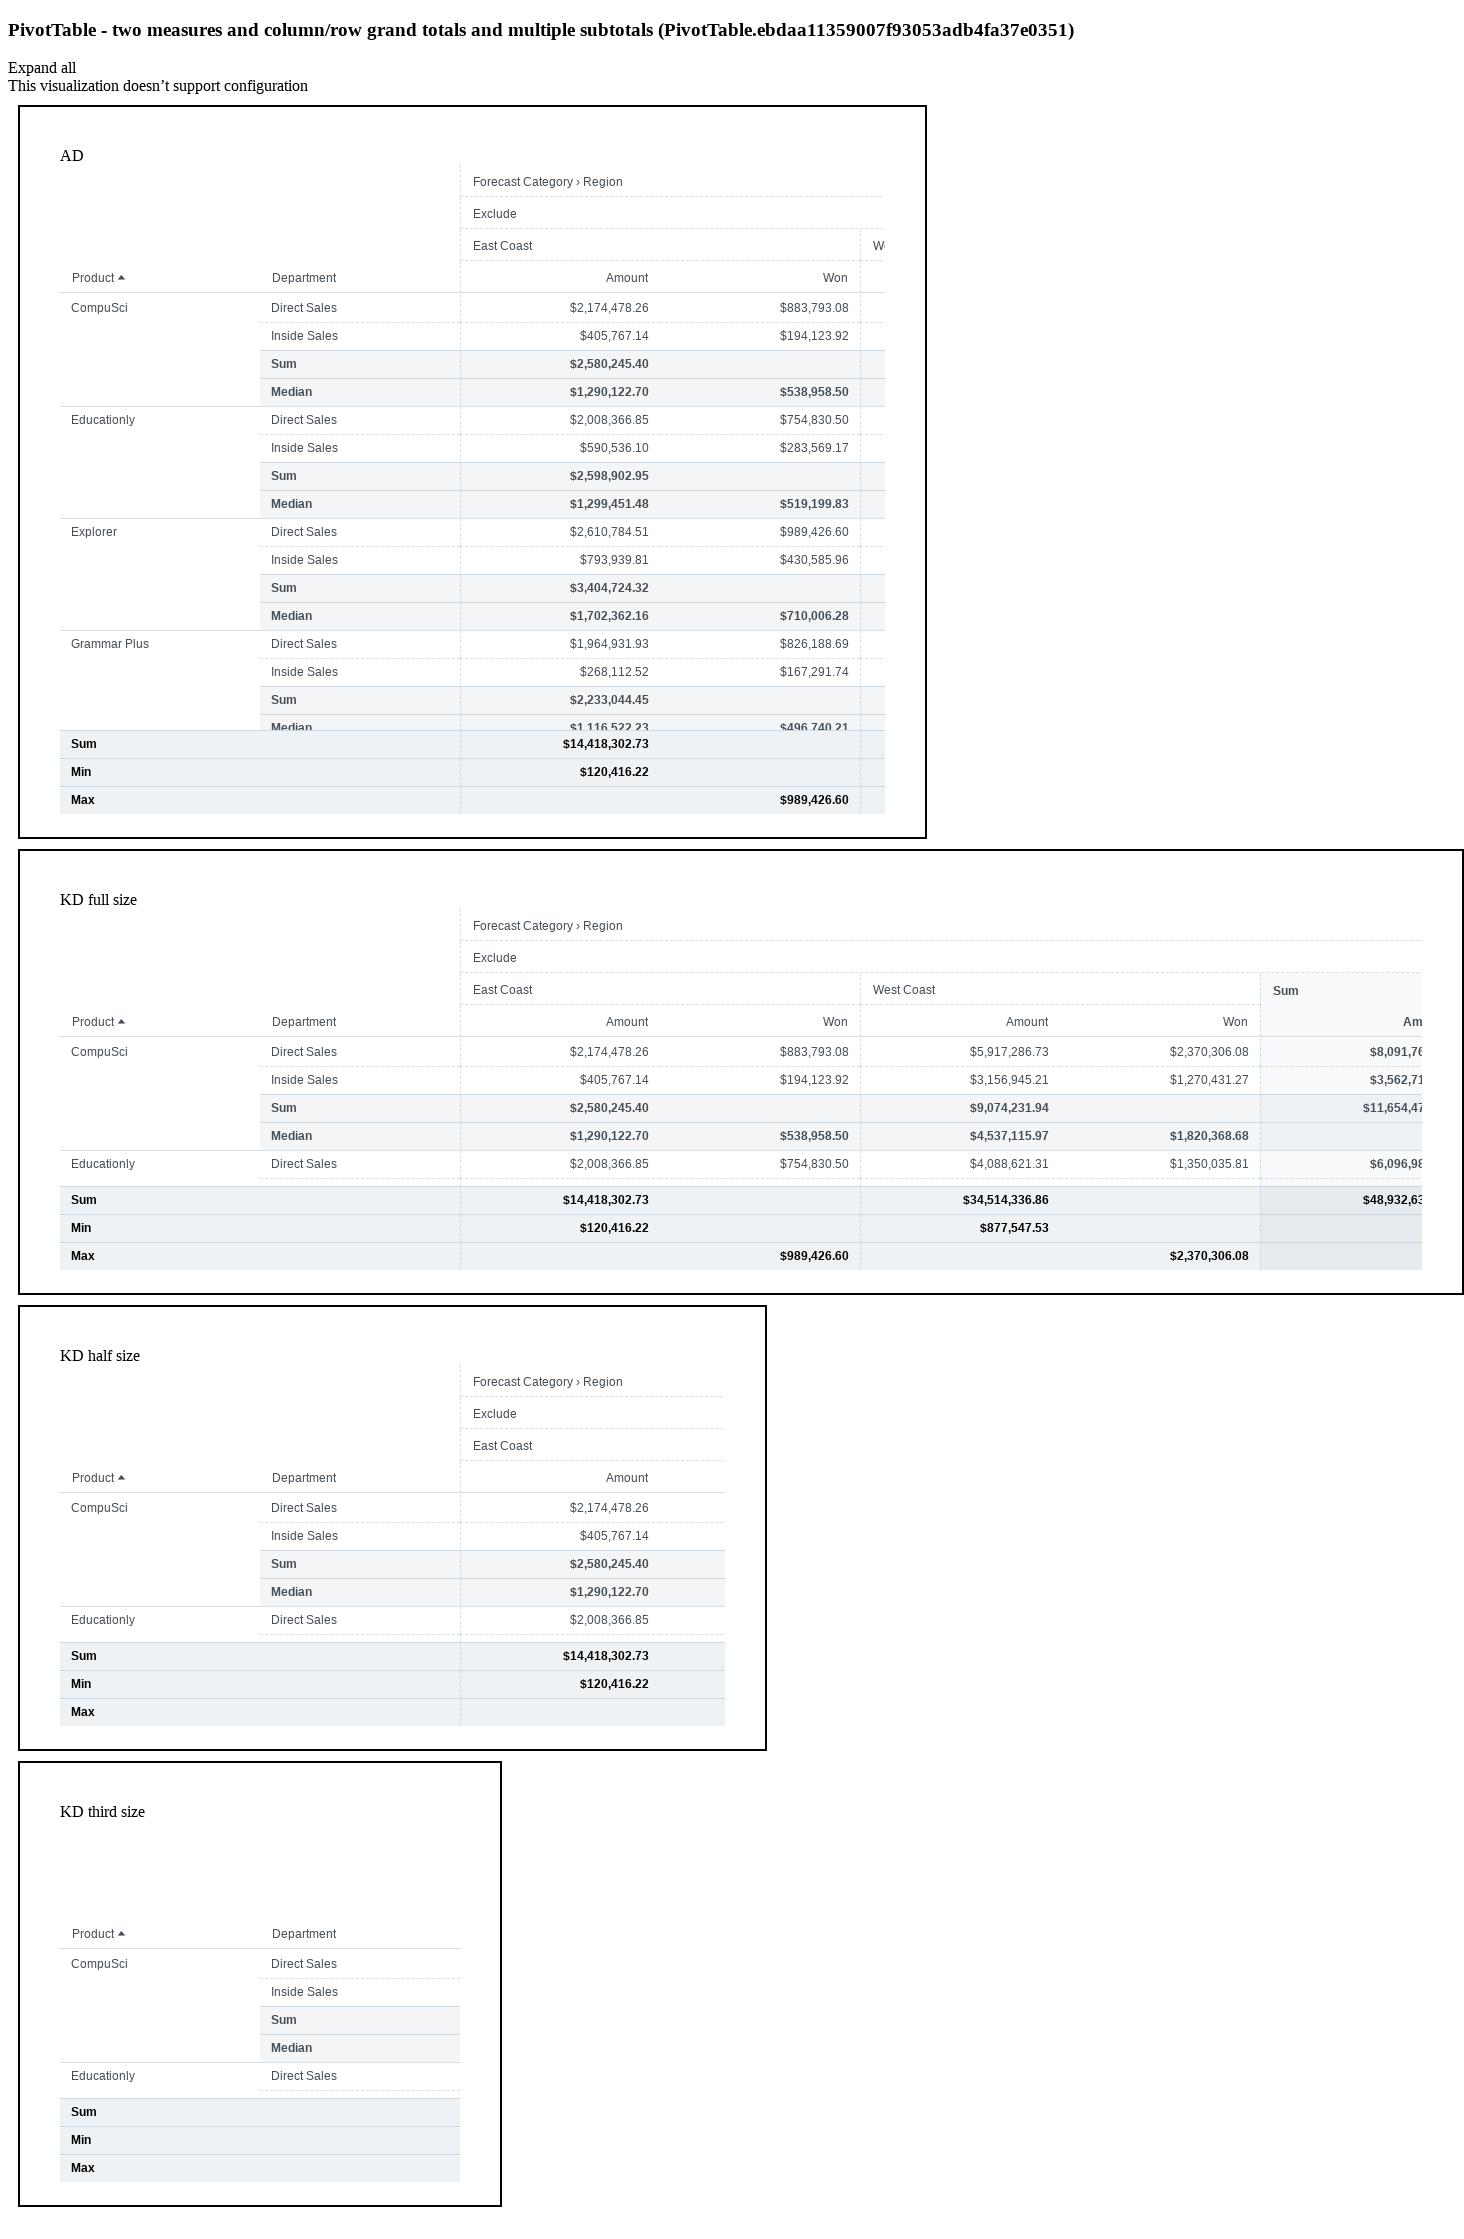 PivotTable - two measures and column/row grand totals and multiple subtotals (PivotTable.ebdaa11359007f93053adb4fa37e0351)
Expand all
This visualization doesn’t support configuration
AD
Forecast Category › Region
Exclude
East Coast
Product Department Amount Won
CompuSci Direct Sales $2,174,478.26 $883,793.08
Inside Sales $405,767.14 $194,123.92
Sum $2,580,245.40
Median $1,290,122.70 $538,958.50
Educationly Direct Sales $2,008,366.85 $754,830.50
Inside Sales $590,536.10 $283,569.17
Sum $2,598,902.95
Median $1,299,451.48 $519,199.83
Explorer Direct Sales $2,610,784.51 $989,426.60
Inside Sales $793,939.81 $430,585.96
Sum $3,404,724.32
Median $1,702,362.16 $710,006.28
Grammar Plus Direct Sales $1,964,931.93 $826,188.69
Inside Sales $268,112.52 $167,291.74
Sum $2,233,044.45
Median $1,116,522.23 $496,740.21
Sum $14,418,302.73
Min $120,416.22
Max $989,426.60
KD full size
Forecast Category › Region
Exclude
East Coast West Coast Sum
Product Department Amount Won Amount Won Am
CompuSci Direct Sales $2,174,478.26 $883,793.08 $5,917,286.73 $2,370,306.08 $8,091,76
Inside Sales $405,767.14 $194,123.92 $3,156,945.21 $1,270,431.27 $3,562,71
Sum $2,580,245.40 $9,074,231.94 $11,654,47
Median $1,290,122.70 $538,958.50 $4,537,115.97 $1,820,368.68
Educationly Direct Sales $2,008,366.85 $754,830.50 $4,088,621.31 $1,350,035.81 $6,096,98
Sum $14,418,302.73 $34,514,336.86 $48,932,63
Min $120,416.22 $877,547.53
Max $989,426.60 $2,370,306.08
KD half size
Forecast Category › Region
Exclude
East Coast
Product Department Amount
CompuSci Direct Sales $2,174,478.26
Inside Sales $405,767.14
Sum $2,580,245.40
Median $1,290,122.70
Educationly Direct Sales $2,008,366.85
Sum $14,418,302.73
Min $120,416.22
Max
KD third size
Product Department
CompuSci Direct Sales
Inside Sales
Sum
Median
Educationly Direct Sales
Sum
Min
Max